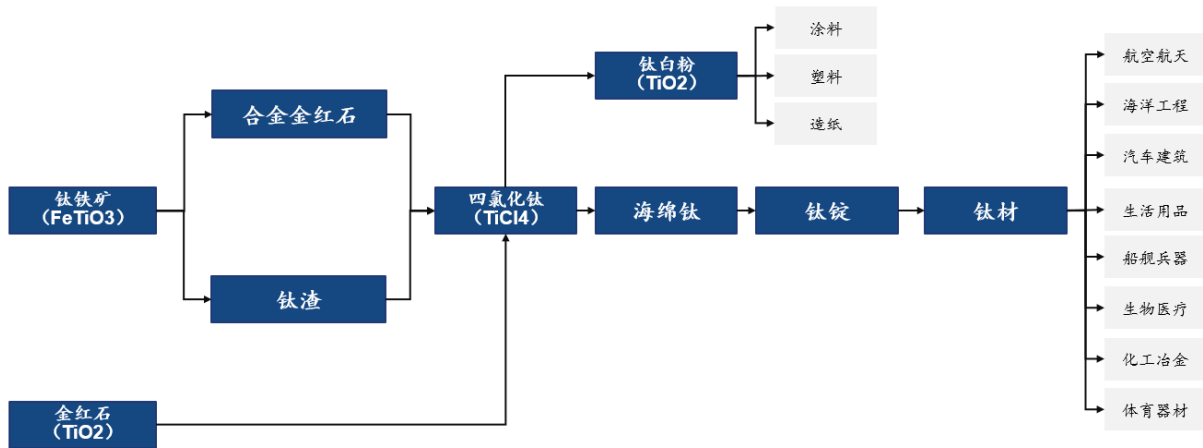 钛铁矿
（FeTiO3）
合金金红石
钛渣
金红石
（TiO2）
四氯化钛
（TiCl4）
钛白粉
（TiO2）
涂料
塑料
造纸
海绵钛
钛锭
钛材
航空航天
海洋工程
汽车建筑
生活用品
船舰兵器
生物医疗
化工冶金
体育器材